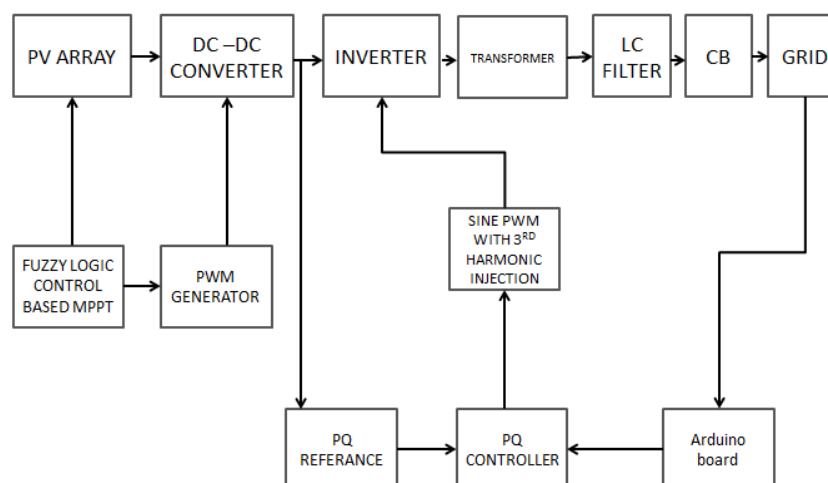 PV ARRAY
DC –DC
CONVERTER
INVERTER
TRANSFORMER
LC
FILTER
CB
GRID
SINE PWM
WITH 3RD
HARMONIC
INJECTION
FUZZY LOGIC
CONTROL
BASED MPPT
PWM
GENERATOR
PQ
REFERANCE
PQ
CONTROLLER
Arduino
board